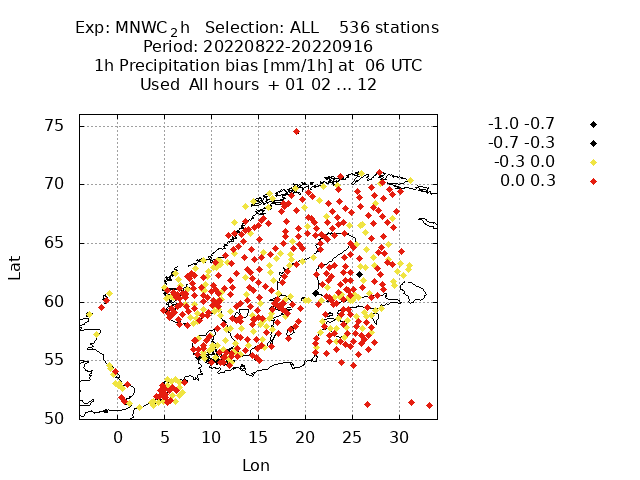 Exp: MNWC_2h   Selection: ALL    536 stations
Period: 20220822-20220916
1h Precipitation bias [mm/1h] at  06 UTC
Used  All hours  + 01 02 ... 12
-1.0 -0.7
-0.7 -0.3
-0.3 0.0
0.0 0.3
75
70
65
60
55
50
Lat
0 5 10 15 20 25 30
Lon